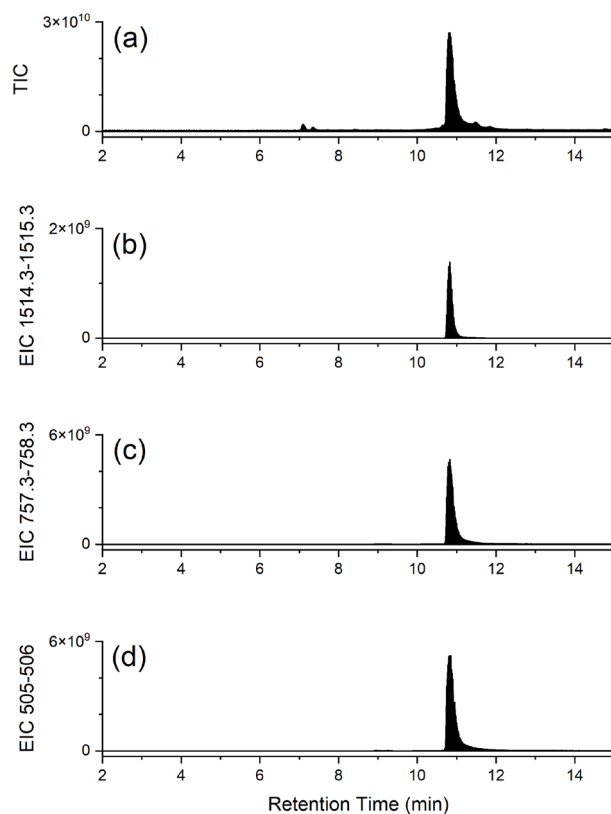 3×10¹⁰
(a)
TIC
0
2 4 6 8 10 12 14
2×10⁹
(b)
EIC 1514.3-1515.3
0
2 4 6 8 10 12 14
6×10⁹
(c)
EIC 757.3-758.3
0
2 4 6 8 10 12 14
6×10⁹
(d)
EIC 505-506
0
2 4 6 8 10 12 14
Retention Time (min)